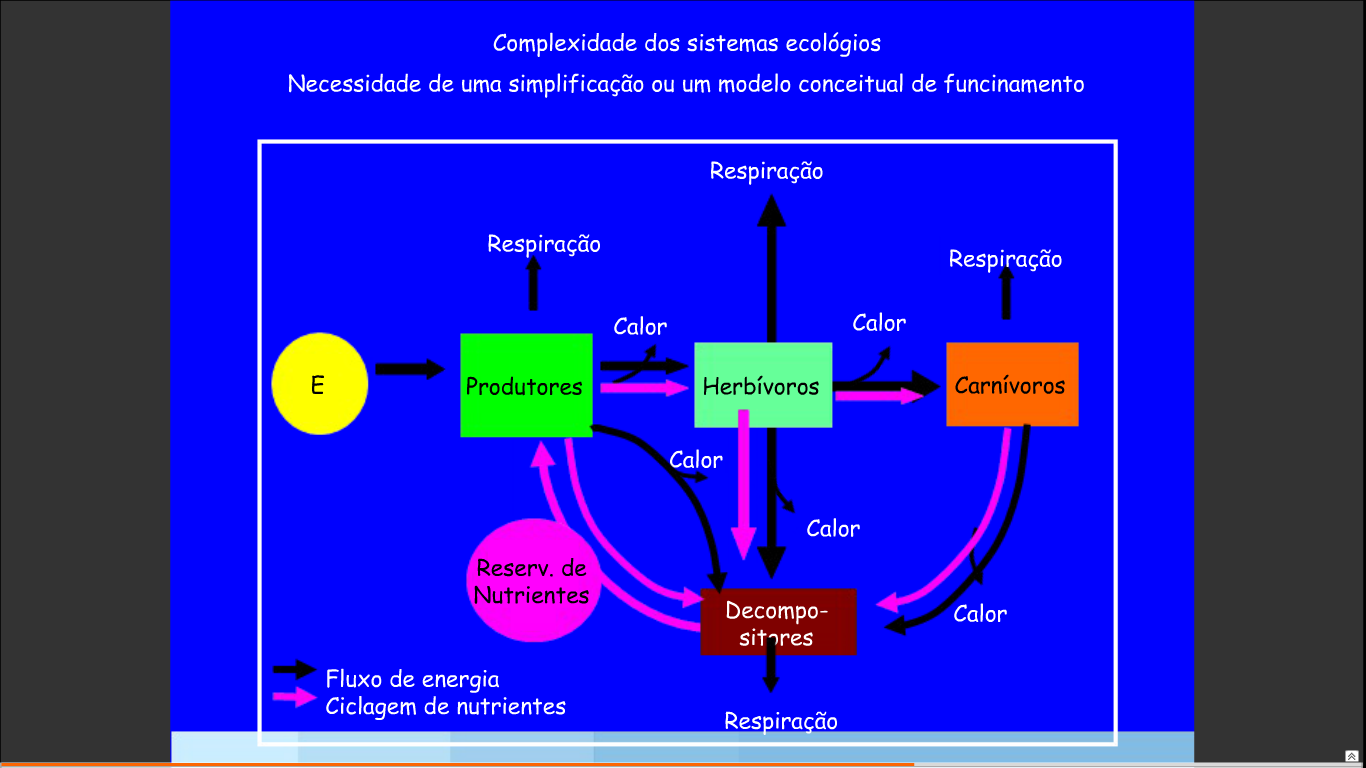 Complexidade dos sistemas ecológios
Necessidade de uma simplificação ou um modelo conceitual de funcinamento
Respiração
Respiração
Respiração
Calor
Calor
E
Produtores
Herbívoros
Carnívoros
Calor
Calor
Reserv. de
Nutrientes
Decompo-
sitores
Calor
Fluxo de energia
Ciclagem de nutrientes
Respiração